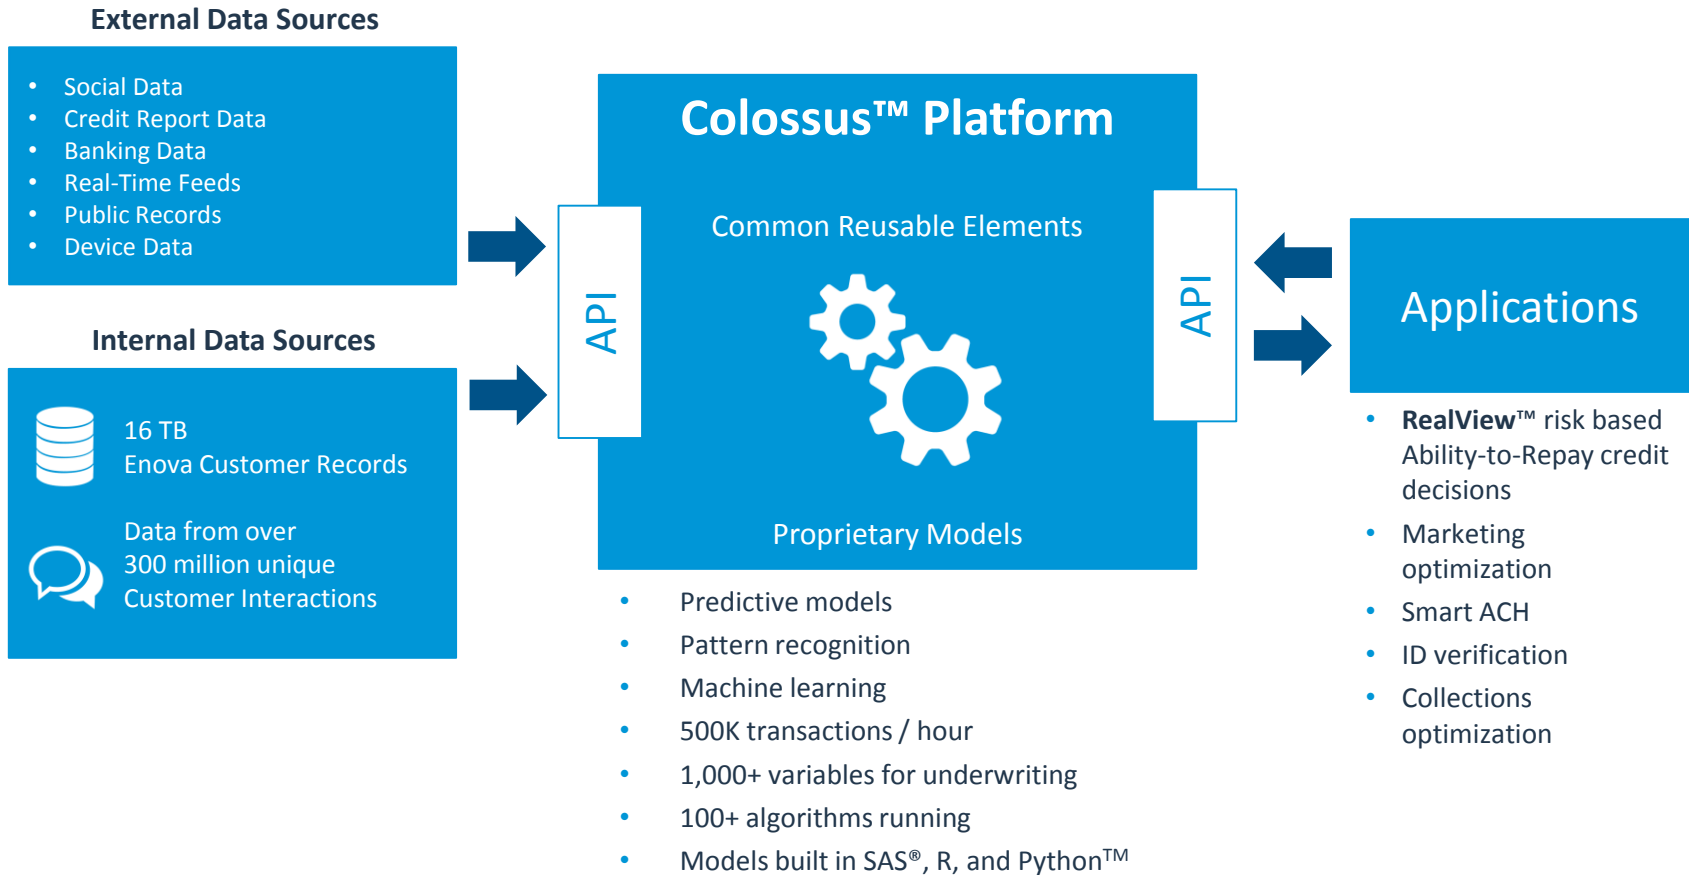 External Data Sources
• Social Data
• Credit Report Data
• Banking Data
• Real-Time Feeds
• Public Records
• Device Data
Internal Data Sources
16 TB
Enova Customer Records
Data from over
300 million unique
Customer Interactions
API
Colossus™ Platform
Common Reusable Elements
Proprietary Models
• Predictive models
• Pattern recognition
• Machine learning
• 500K transactions / hour
• 1,000+ variables for underwriting
• 100+ algorithms running
• Models built in SAS®, R, and Python™
API
Applications
• RealView™ risk based
Ability-to-Repay credit
decisions
• Marketing
optimization
• Smart ACH
• ID verification
• Collections
optimization